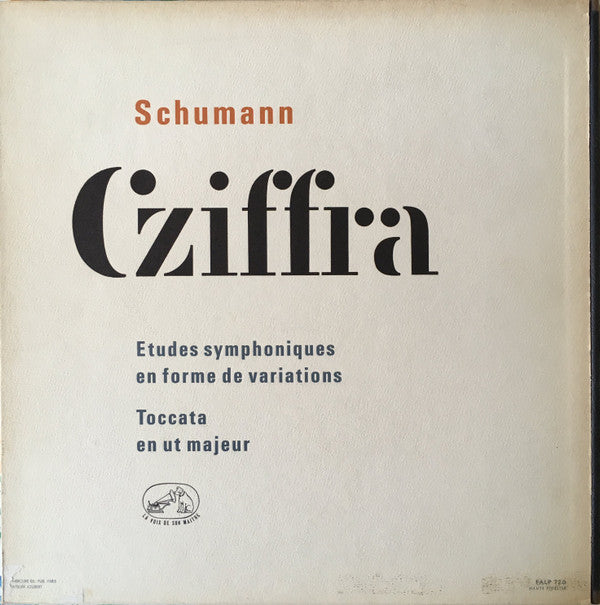 Schumann
Cziffra
Etudes symphoniques
en forme de variations
Toccata
en ut majeur
LA VOIX DE SON MAITRE